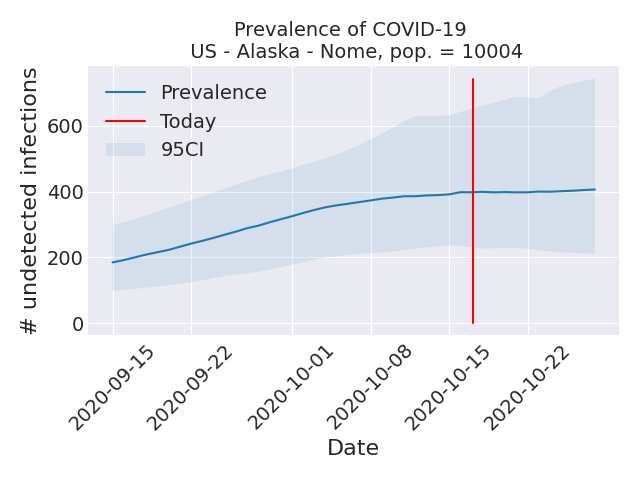 Prevalence of COVID-19
US - Alaska - Nome, pop. = 10004
Prevalence
Today
95CI
# undetected infections
600
400
200
0
2020-09-15
2020-09-22
2020-10-01
2020-10-08
2020-10-15
2020-10-22
Date